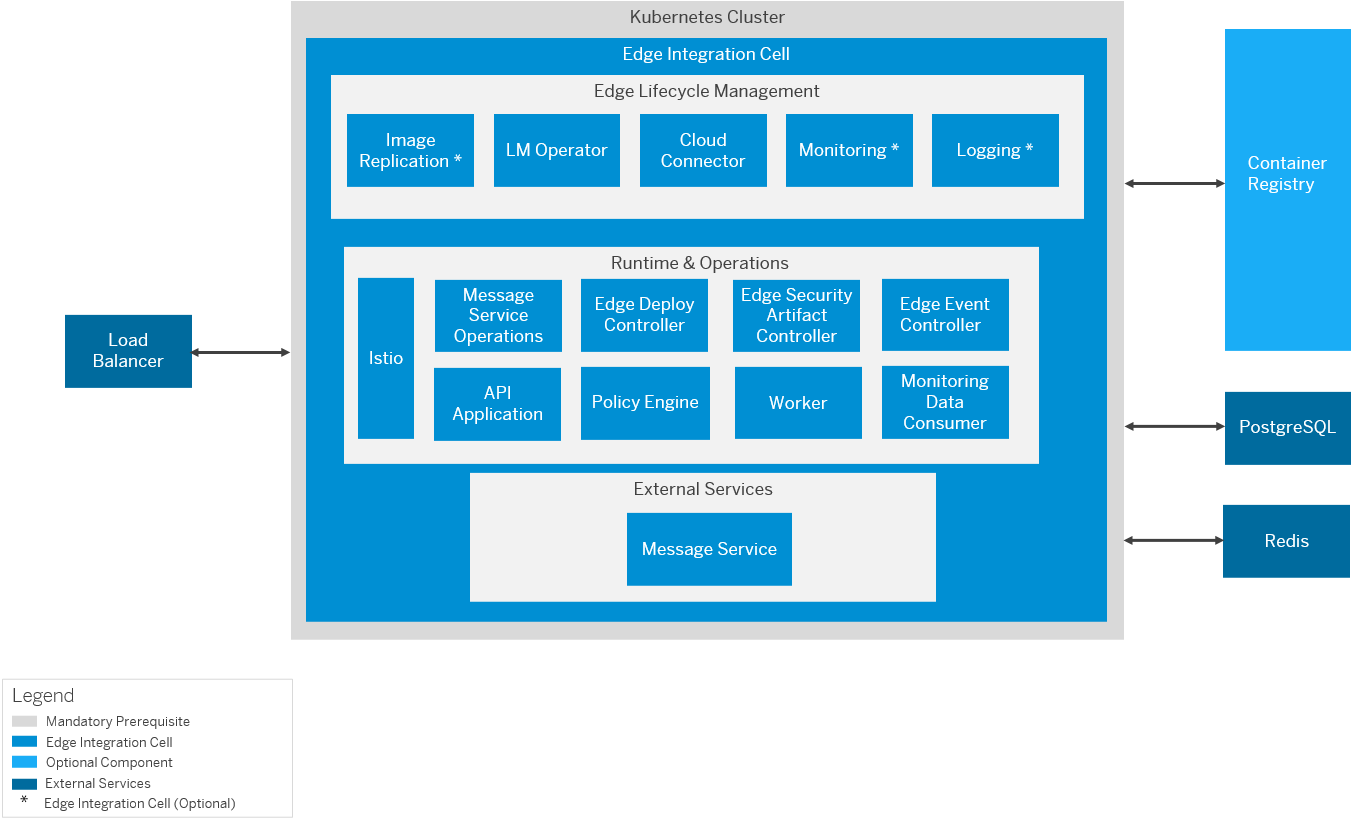 Kubernetes Cluster
Edge Integration Cell
Edge Lifecycle Management
Image
Replication *
LM Operator
Cloud
Connector
Monitoring *
Logging *
Container
Registry
Runtime & Operations
Istio
Message
Service
Operations
Edge Deploy
Controller
Edge Security
Artifact
Controller
Edge Event
Controller
API
Application
Policy Engine
Worker
Monitoring
Data
Consumer
Load
Balancer
PostgreSQL
External Services
Message Service
Redis
Legend
Mandatory Prerequisite
Edge Integration Cell
Optional Component
External Services
* Edge Integration Cell (Optional)